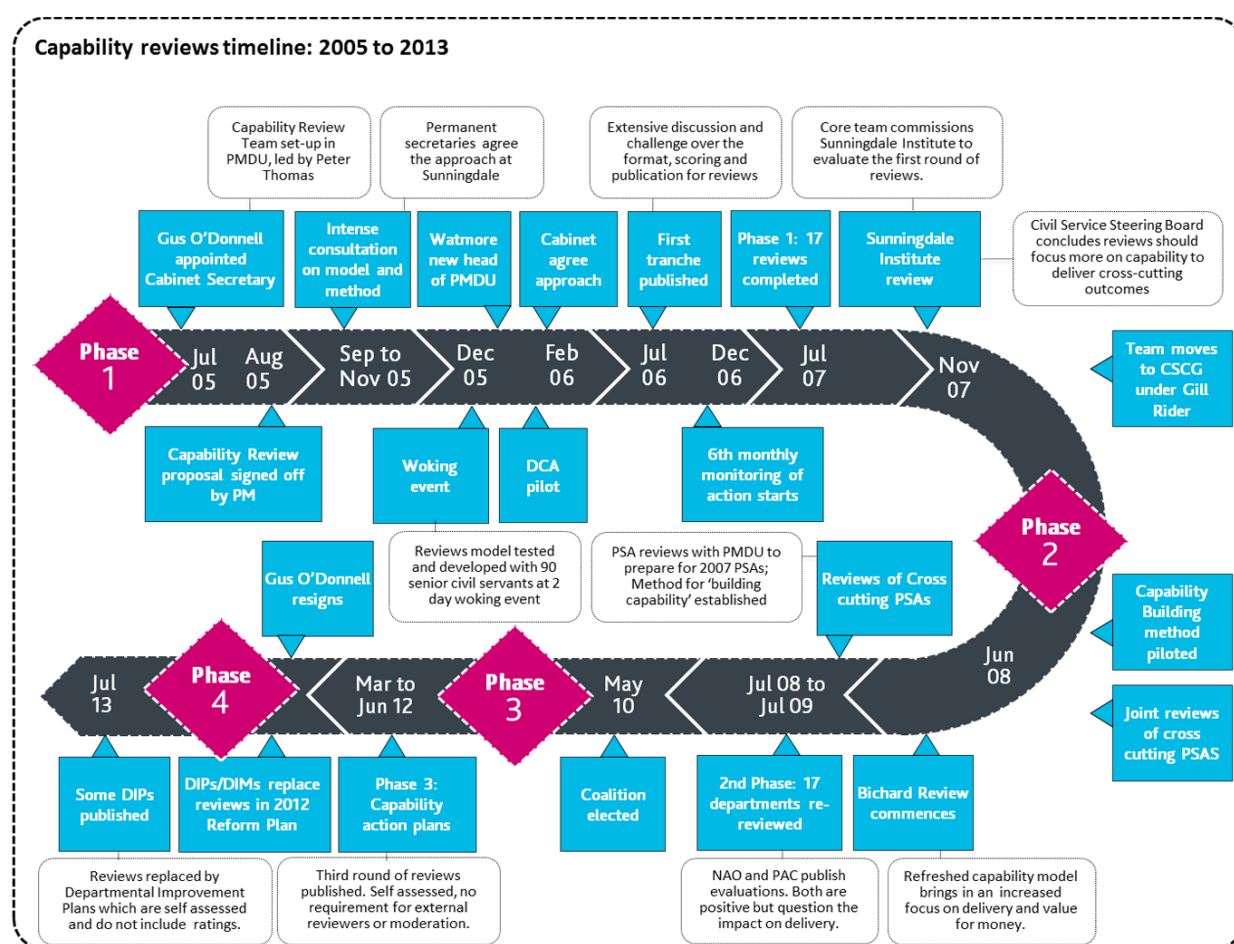 Capability reviews timeline: 2005 to 2013
Capability Review
Team set-up in
PMDU, led by Peter
Thomas
Permanent
secretaries agree
the approach at
Sunningdale
Extensive discussion and
challenge over the
format, scoring and
publication for reviews
Core team commissions
Sunningdale Institute to
evaluate the first round of
reviews.
Civil Service Steering Board
concludes reviews should
focus more on capability to
deliver cross-cutting
outcomes
Gus O'Donnell
appointed
Cabinet Secretary
Intense
consultation
on model and
method
Watmore
new head
of PMDU
Cabinet
agree
approach
First
tranche
published
Phase 1: 17
reviews
completed
Sunningdale
Institute
review
Phase
1
Jul
05
Aug
05
Sep to
Nov 05
Dec
05
Feb
06
Jul
06
Dec
06
Jul
07
Nov
07
Team moves
to CSCG
under Gill
Rider
Capability Review
proposal signed off
by PM
Woking
event
DCA
pilot
6th monthly
monitoring of
action starts
Phase
2
Reviews model tested
and developed with 90
senior civil servants at 2
day woking event
PSA reviews with PMDU to
prepare for 2007 PSAs;
Method for 'building
capability' established
Gus O'Donnell
resigns
Reviews of Cross
cutting PSAs
Capability
Building
method
piloted
Jul
13
Phase
4
Mar to
Jun 12
Phase
3
May
10
Jul 08 to
Jul 09
Jun
08
Joint reviews
of cross
cutting PSAS
Some DIPs
published
DIPs/DIMs replace
reviews in 2012
Reform Plan
Phase 3:
Capability
action plans
Coalition
elected
2nd Phase: 17
departments re-
reviewed
Bichard Review
commences
Reviews replaced by
Departmental Improvement
Plans which are self assessed
and do not include ratings.
Third round of reviews
published. Self assessed, no
requirement for external
reviewers or moderation.
NAO and PAC publish
evaluations. Both are
positive but question the
impact on delivery.
Refreshed capability model
brings in an increased
focus on delivery and value
for money.